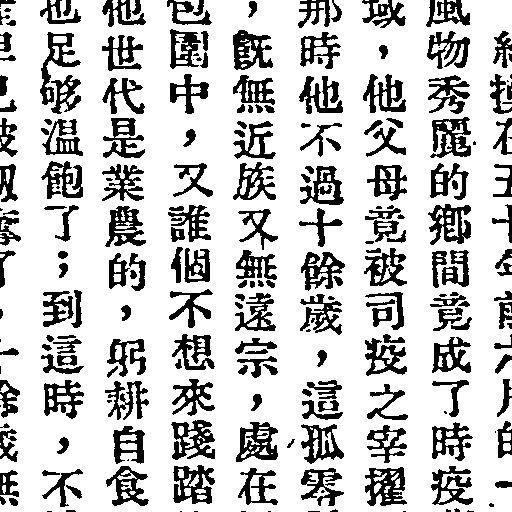 在五十年前六月的一
風物秀麗的鄉間竟成了時疫
域，他父母竟被司疫之宰擢
那時他不過十餘歲，這孤零
，既無近族又無遠宗，處在
包圍中，又誰個不想來踐踏
他世代是業農的，躬耕自食
也足够溫飽了；到這時，不
早已被剝奪了，十餘歲無